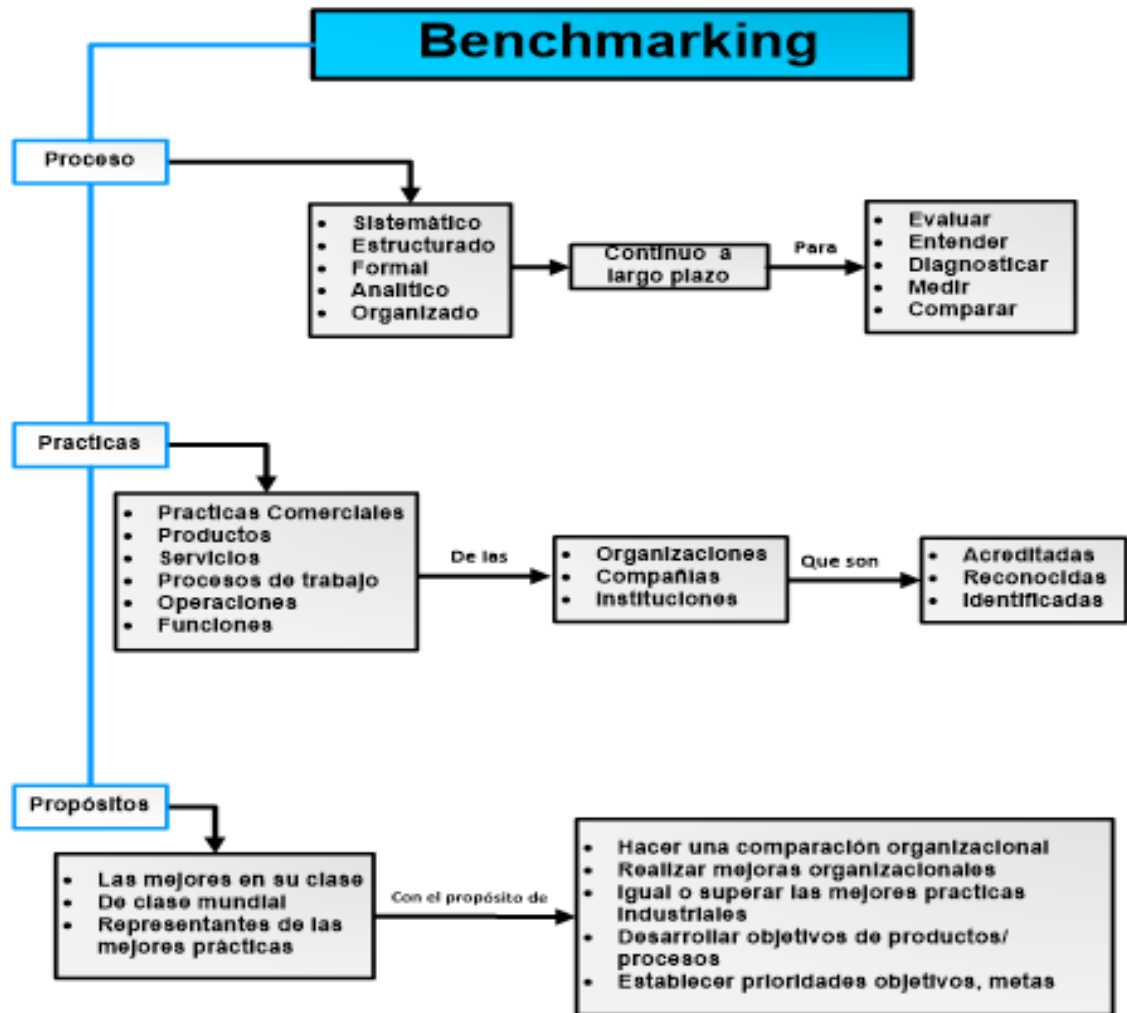 Benchmarking
Proceso
• Sistemático
• Estructurado
• Formal
• Analítico
• Organizado
Continuo a
largo plazo
Para
• Evaluar
• Entender
• Diagnosticar
• Medir
• Comparar
Practicas
• Practicas Comerciales
• Productos
• Servicios
• Procesos de trabajo
• Operaciones
• Funciones
De las
• Organizaciones
• Compañias
• Instituciones
Que son
• Acreditadas
• Reconocidas
• Identificadas
Propósitos
• Las mejores en su clase
• De clase mundial
• Representantes de las
mejores prácticas
Con el propósito de
• Hacer una comparación organizacional
• Realizar mejoras organizacionales
• Igual o superar las mejores practicas
Industriales
• Desarrollar objetivos de productos/
procesos
• Establecer prioridades objetivos, metas